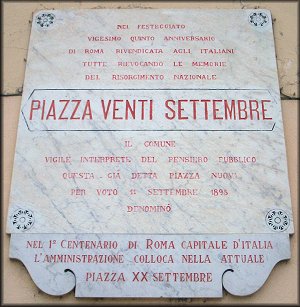 NEL FESTEGGIATO
VIGESIMO QUINTO ANNIVERSARIO
DI ROMA RIVENDICATA AGLI ITALIANI
TUTTE RIEVOCANDO LE MEMORIE
DEL RISORGIMENTO NAZIONALE
PIAZZA VENTI SETTEMBRE
IL COMUNE
VIGILE INTERPRETE DEL PENSIERO PUBBLICO
QUESTA GIÀ DETTA PIAZZA NUOVA
PER VOTO 11 SETTEMBRE 1895
DENOMINÒ
NEL 1º CENTENARIO DI ROMA CAPITALE D'ITALIA
L'AMMINISTRAZIONE COLLOCA NELLA ATTUALE
PIAZZA XX SETTEMBRE